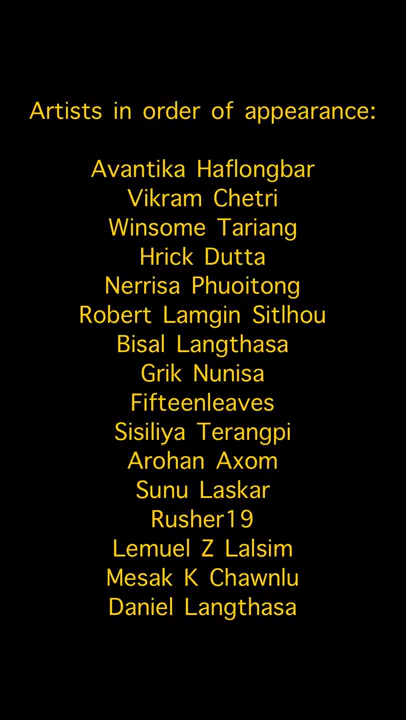 Artists in order of appearance:
Avantika Haflongbar
Vikram Chetri
Winsome Tariang
Hrick Dutta
Nerrisa Phuoitong
Robert Lamgin Sitlhou
Bisal Langthasa
Grik Nunisa
Fifteenleaves
Sisiliya Terangpi
Arohan Axom
Sunu Laskar
Rusher19
Lemuel Z Lalsim
Mesak K Chawnlu
Daniel Langthasa